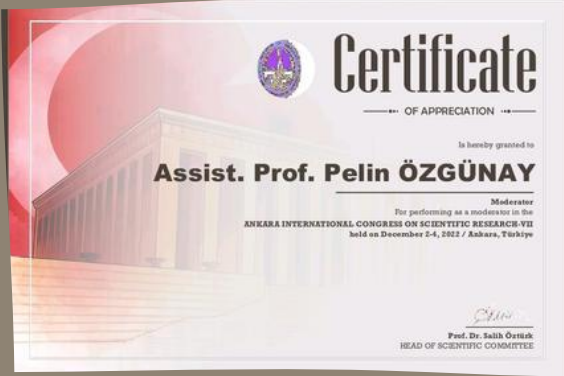 Certificate
OF APPRECIATION
Is hereby granted to
Assist. Prof. Pelin ÖZGÜNAY
Moderator
For performing as a moderator in the
ANKARA INTERNATIONAL CONGRESS ON SCIENTIFIC RESEARCH-VII
held on December 2-4, 2022 / Ankara, Türkiye
Prof. Dr. Salih Öztürk
HEAD OF SCIENTIFIC COMMITTEE